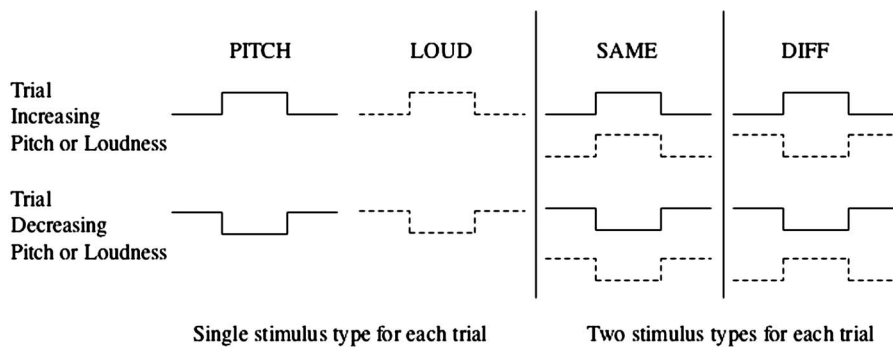 PITCH LOUD SAME DIFF
Trial
Increasing
Pitch or Loudness
Trial
Decreasing
Pitch or Loudness
Single stimulus type for each trial Two stimulus types for each trial